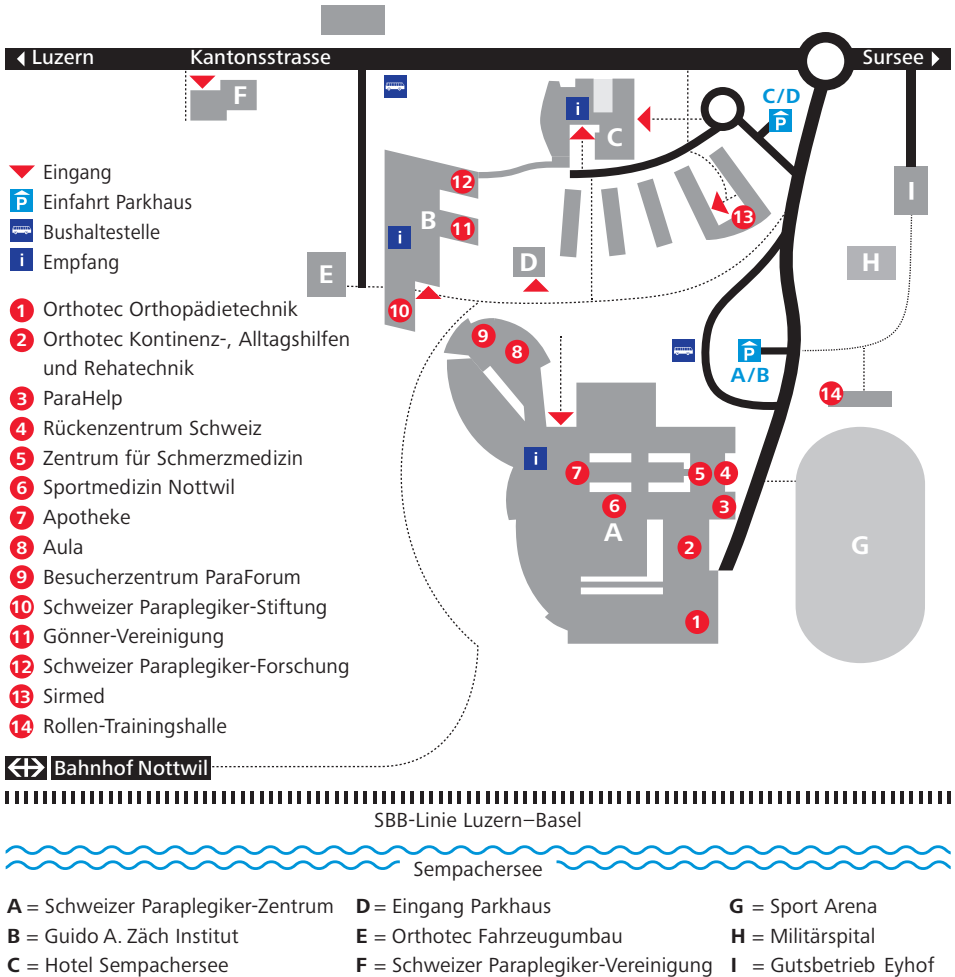 Luzern
Kantonsstrasse
Sursee
F
i
C
C/D
P
I
H
12
B
11
i
13
D
E
10
Eingang
P Einfahrt Parkhaus
Bushaltestelle
i Empfang
1 Orthotec Orthopädietechnik
2 Orthotec Kontinenz-, Alltagshilfen
und Rehatechnik
3 ParaHelp
4 Rückenzentrum Schweiz
5 Zentrum für Schmerzmedizin
6 Sportmedizin Nottwil
7 Apotheke
8 Aula
9 Besucherzentrum ParaForum
10 Schweizer Paraplegiker-Stiftung
11 Gönner-Vereinigung
12 Schweizer Paraplegiker-Forschung
13 Sirmed
14 Rollen-Trainingshalle
9
8
P
A/B
14
i
7
5
4
6
3
A
2
G
1
Bahnhof Nottwil
SBB-Linie Luzern–Basel
Sempachersee
A = Schweizer Paraplegiker-Zentrum
B = Guido A. Zäch Institut
C = Hotel Sempachersee
D = Eingang Parkhaus
E = Orthotec Fahrzeugumbau
F = Schweizer Paraplegiker-Vereinigung
G = Sport Arena
H = Militärspital
I = Gutsbetrieb Eyhof